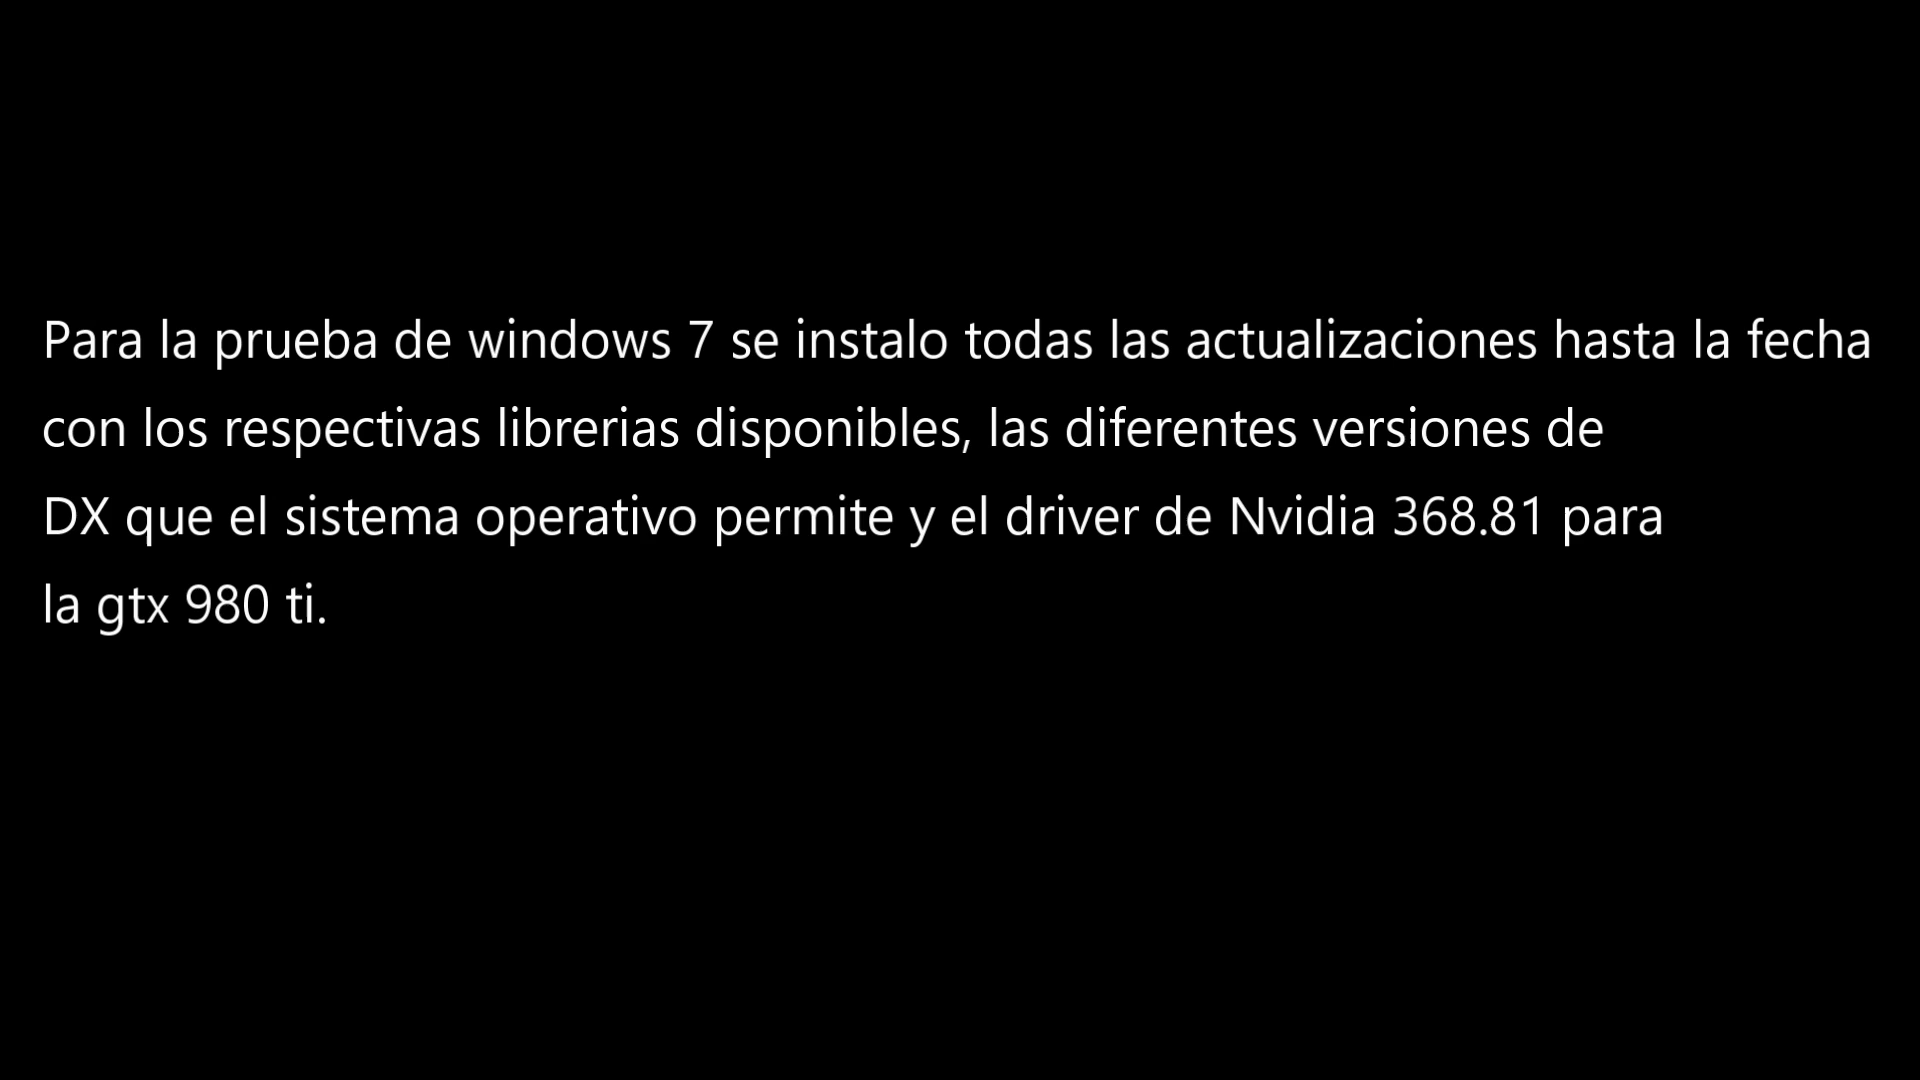 Para la prueba de windows 7 se instalo todas las actualizaciones hasta la fecha
con los respectivas librerias disponibles, las diferentes versiones de
DX que el sistema operativo permite y el driver de Nvidia 368.81 para
la gtx 980 ti.